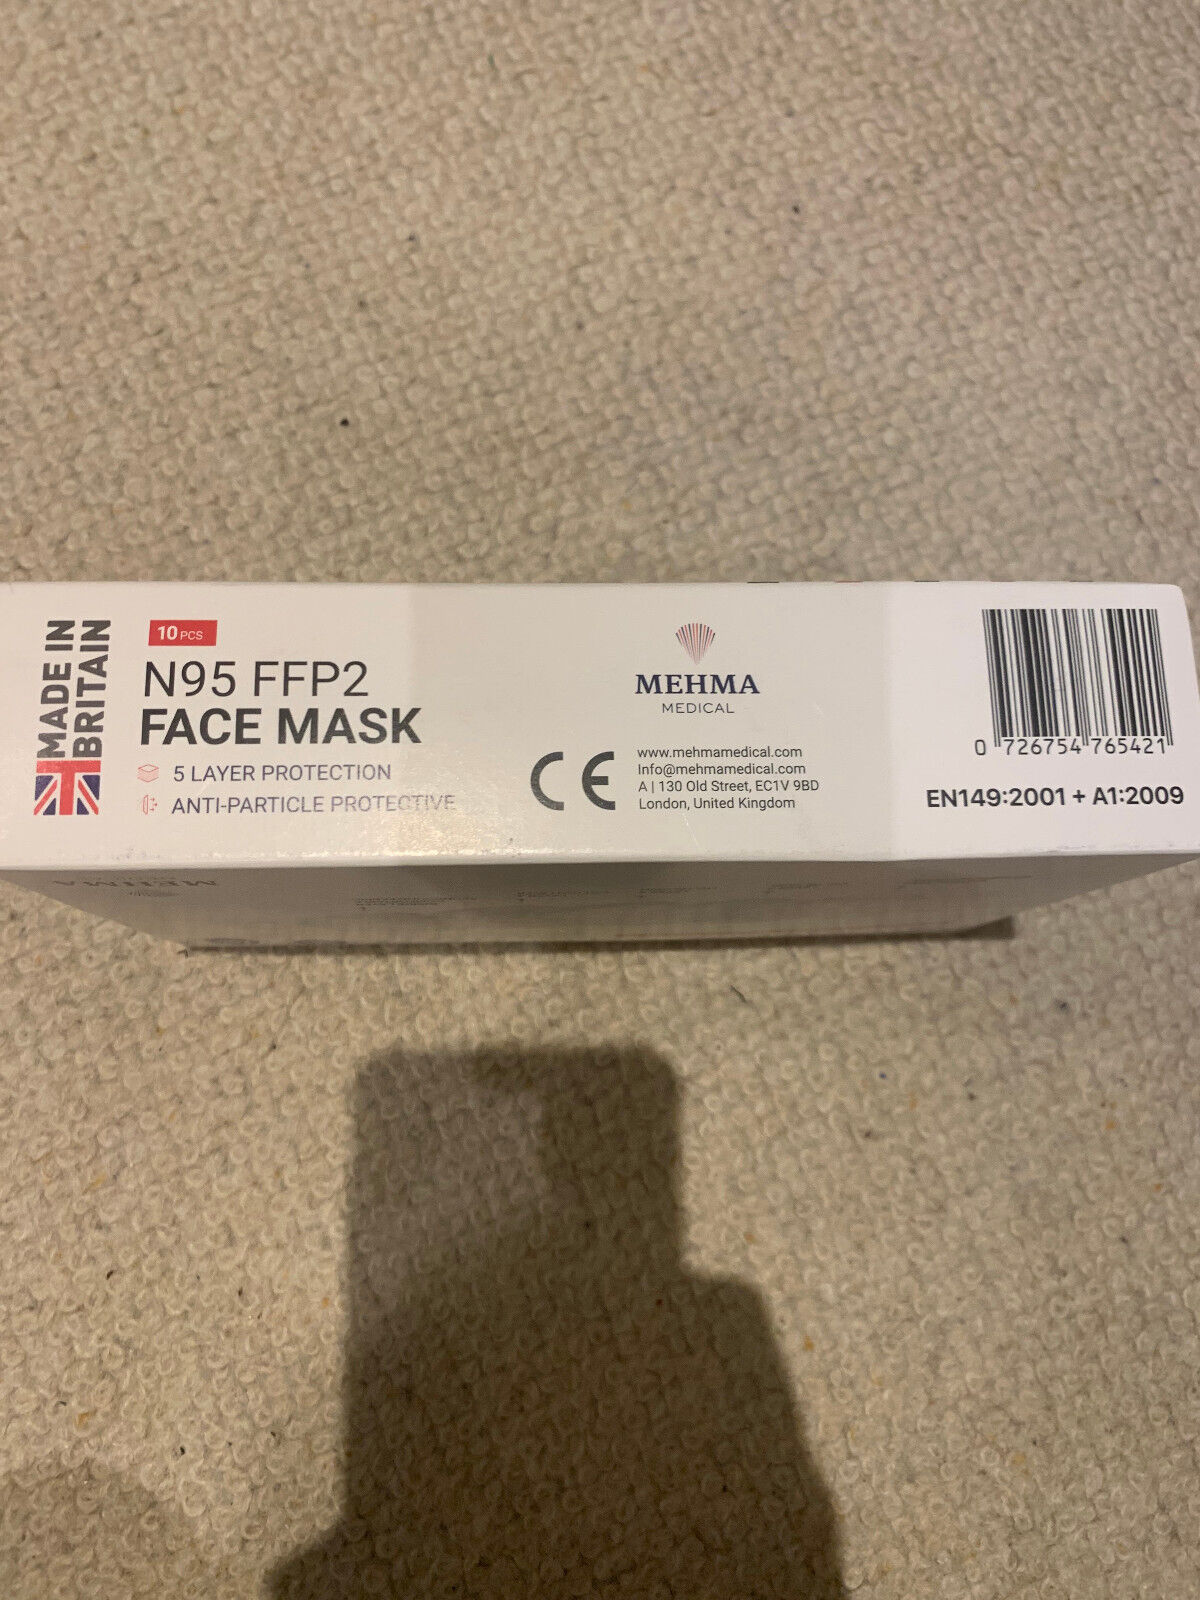 MADE IN
BRITAIN
10 PCS
N95 FFP2
FACE MASK
5 LAYER PROTECTION
ANTI-PARTICLE PROTECTIVE
CE
MEHMA
MEDICAL
www.mehmamedical.com
Info@mehmamedical.com
A | 130 Old Street, EC1V 9BD
London, United Kingdom
0 726754 765421
EN149:2001 + A1:2009
MEHMA